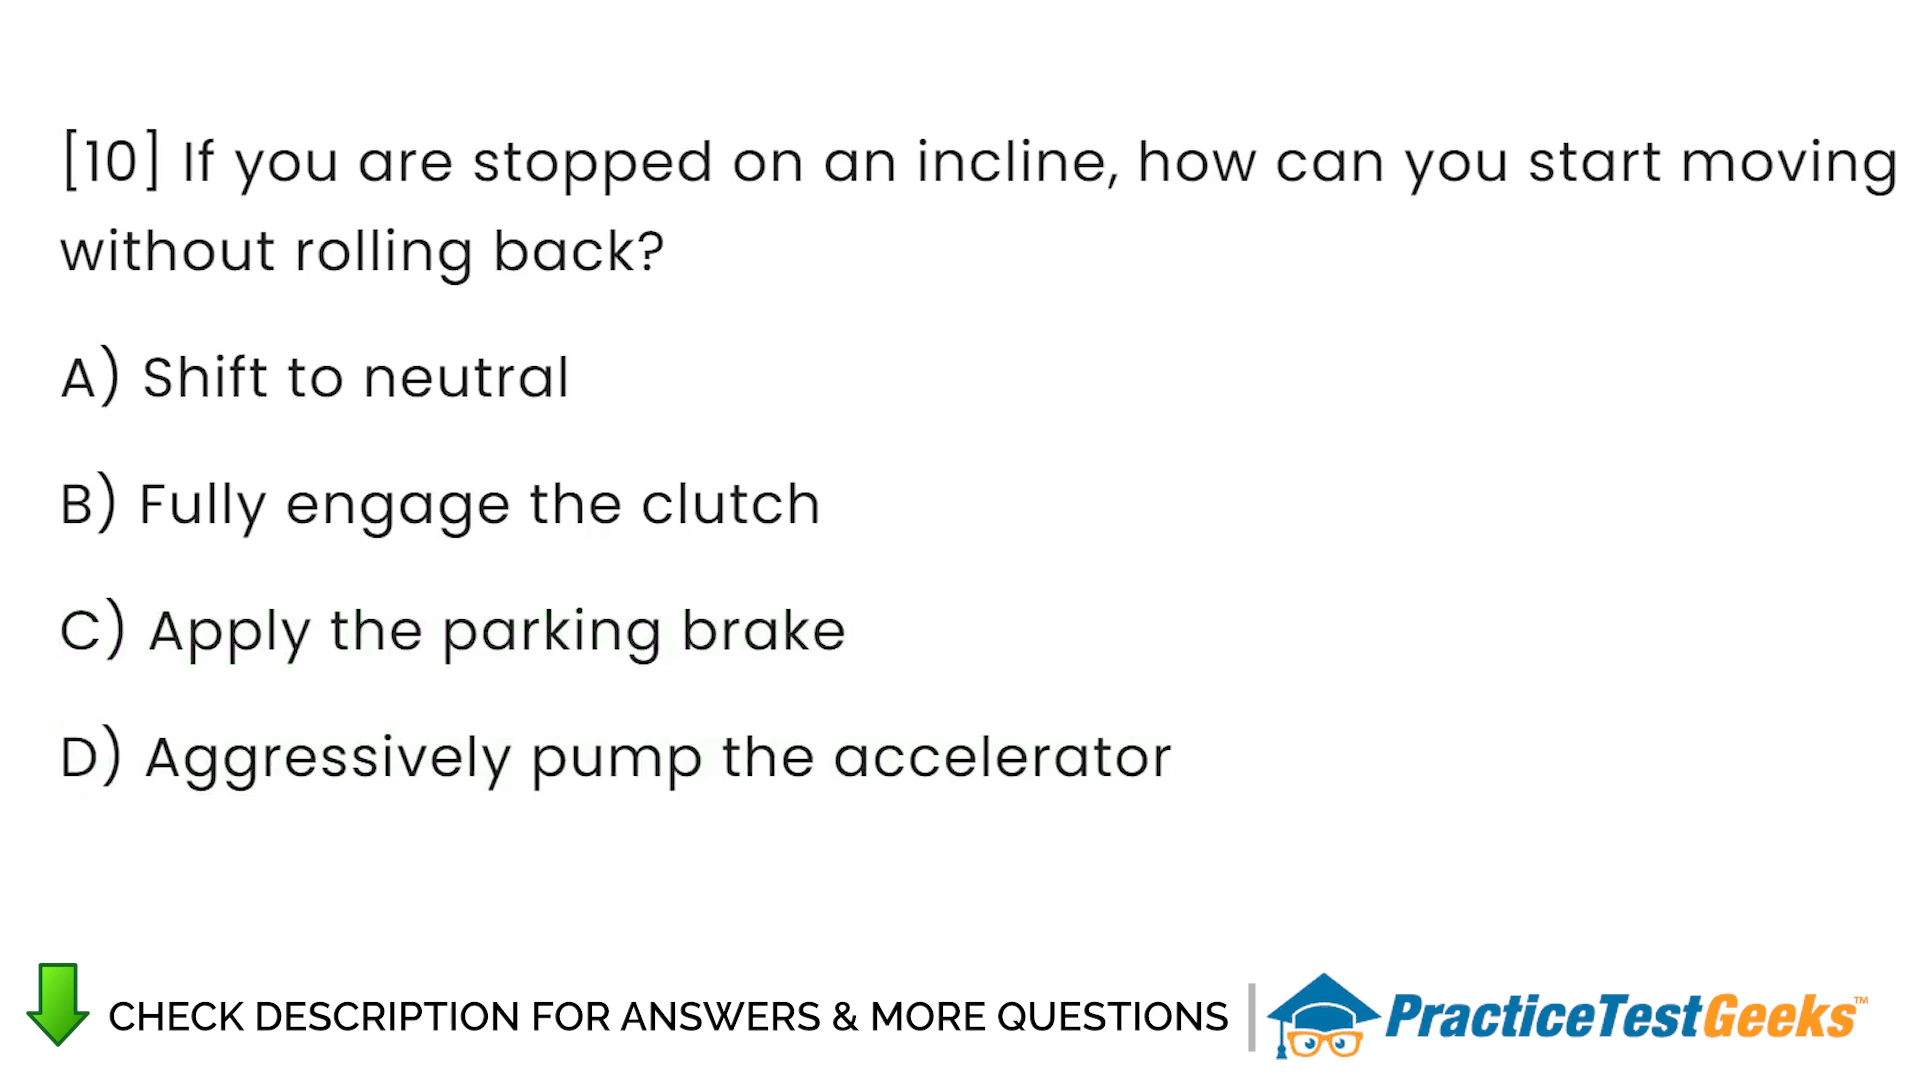 [10] If you are stopped on an incline, how can you start moving
without rolling back?
A) Shift to neutral
B) Fully engage the clutch
C) Apply the parking brake
D) Aggressively pump the accelerator
CHECK DESCRIPTION FOR ANSWERS & MORE QUESTIONS
PracticeTestGeeks™